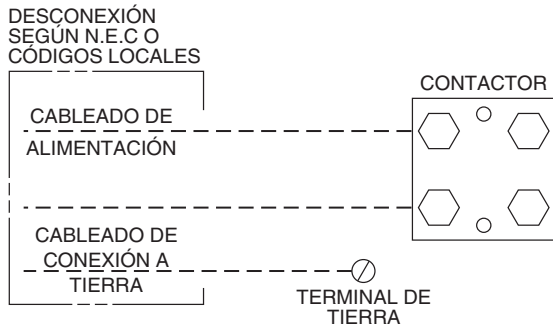 DESCONEXIÓN
SEGÚN N.E.C O
CÓDIGOS LOCALES
CONTACTOR
CABLEADO DE
ALIMENTACIÓN
CABLEADO DE
CONEXIÓN A
TIERRA
TERMINAL DE
TIERRA